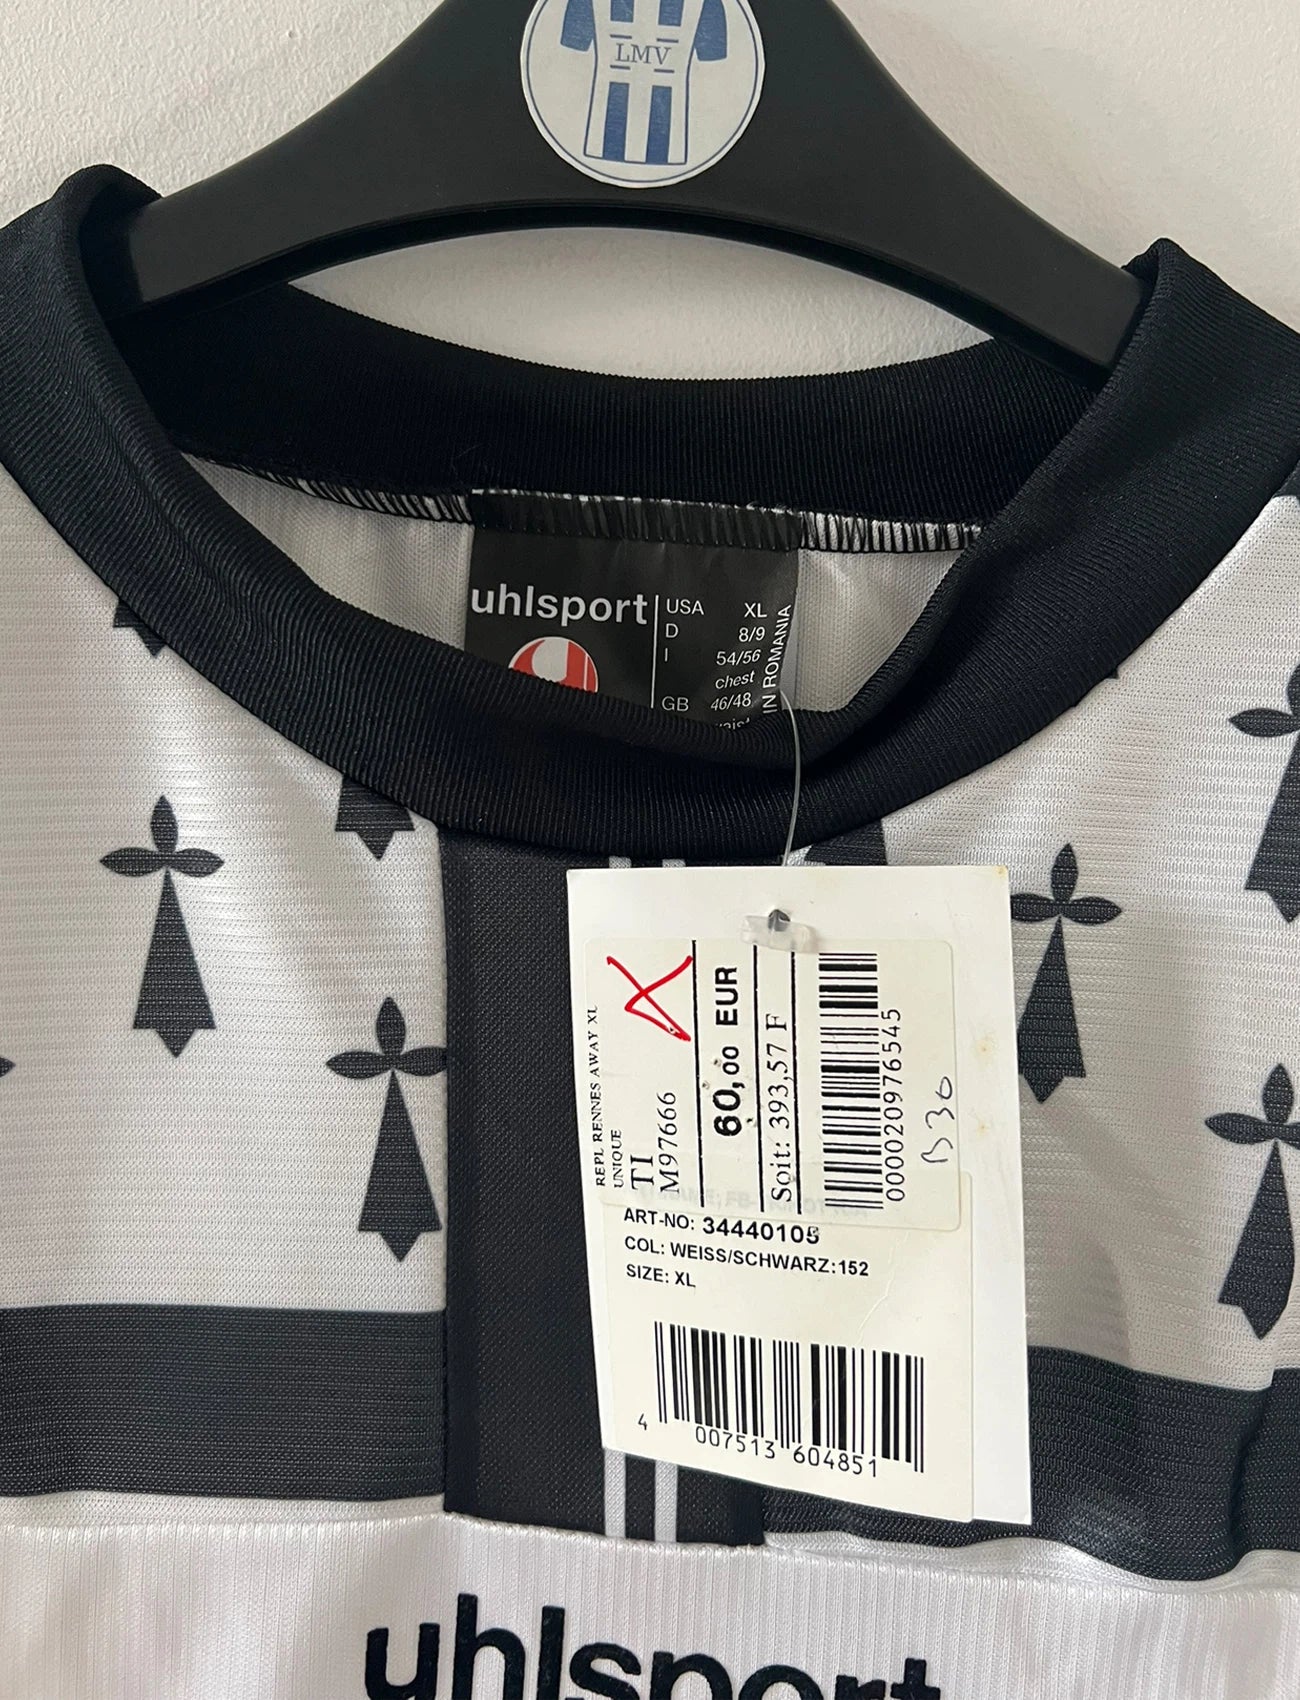 LMV
uhlsport
USA XL
D 8/9
I 54/56
chest
GB 46/48
IN ROMANIA
REPL RENNES AWAY XL
UNIQUE
TI
M97666
X
60,00 EUR
Soit: 393,57 F
0000209976545
B30
ART-NO: 34440105
COL: WEISS/SCHWARZ:152
SIZE: XL
4 007513 604851
uhlsport